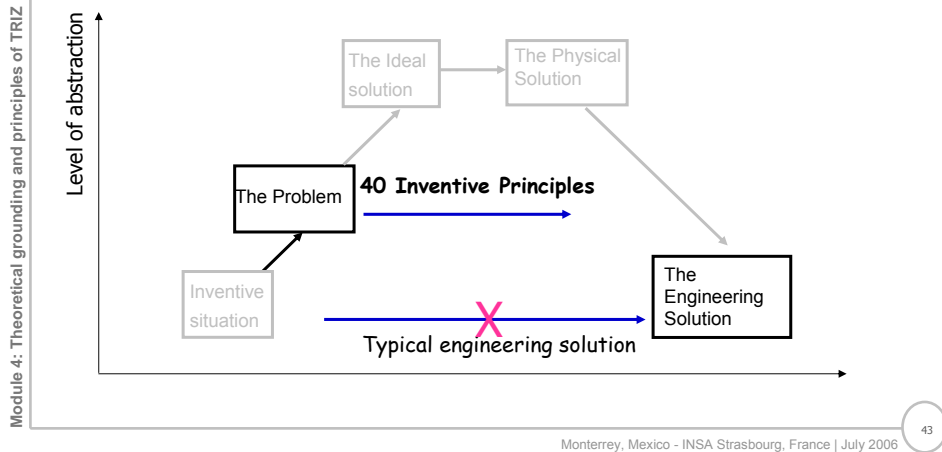 Module 4: Theoretical grounding and principles of TRIZ
Level of abstraction
The Ideal
solution
The Physical
Solution
The Problem
40 Inventive Principles
Inventive
situation
X
Typical engineering solution
The
Engineering
Solution
43
Monterrey, Mexico - INSA Strasbourg, France | July 2006